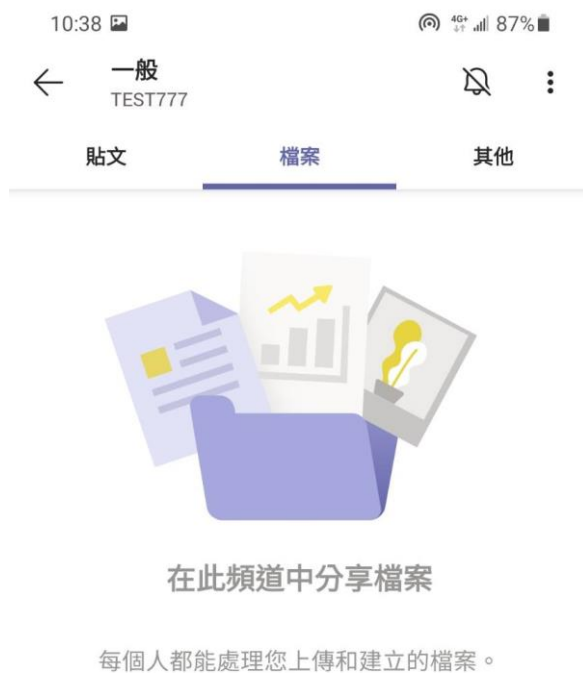 10:38
4G+ 87%
一般
TEST777
貼文
檔案
其他
在此頻道中分享檔案
每個人都能處理您上傳和建立的檔案。